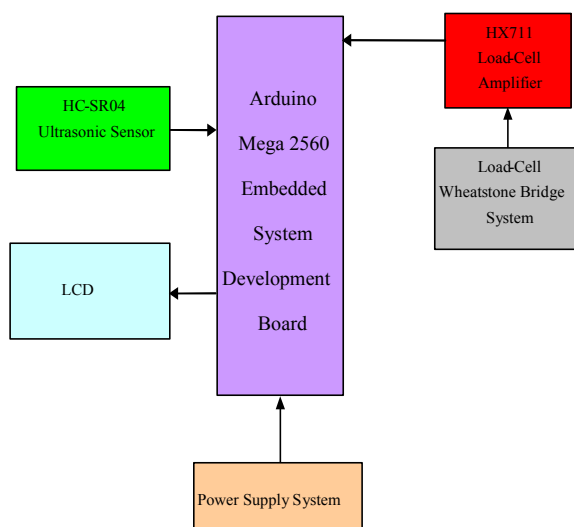 HC-SR04
Ultrasonic Sensor
LCD
Arduino
Mega 2560
Embedded
System
Development
Board
HX711
Load-Cell
Amplifier
Load-Cell
Wheatstone Bridge
System
Power Supply System